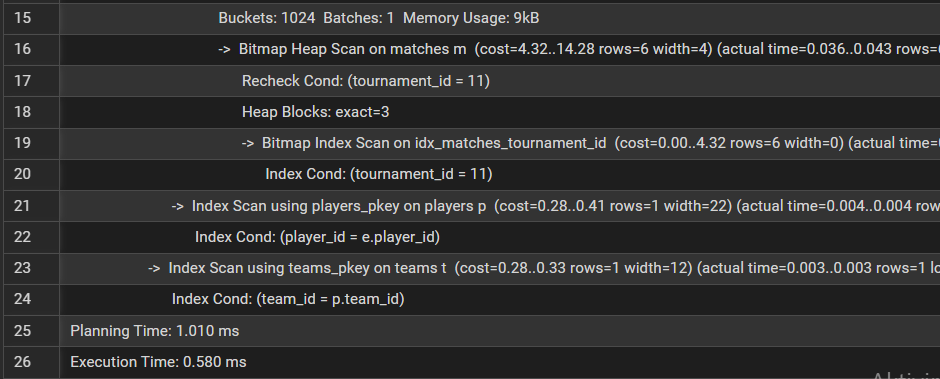 15 Buckets: 1024 Batches: 1 Memory Usage: 9kB
16 -> Bitmap Heap Scan on matches m (cost=4.32..14.28 rows=6 width=4) (actual time=0.036..0.043 rows=
17 Recheck Cond: (tournament_id = 11)
18 Heap Blocks: exact=3
19 -> Bitmap Index Scan on idx_matches_tournament_id (cost=0.00..4.32 rows=6 width=0) (actual time=
20 Index Cond: (tournament_id = 11)
21 -> Index Scan using players_pkey on players p (cost=0.28..0.41 rows=1 width=22) (actual time=0.004..0.004 row
22 Index Cond: (player_id = e.player_id)
23 -> Index Scan using teams_pkey on teams t (cost=0.28..0.33 rows=1 width=12) (actual time=0.003..0.003 rows=1 lo
24 Index Cond: (team_id = p.team_id)
25 Planning Time: 1.010 ms
26 Execution Time: 0.580 ms